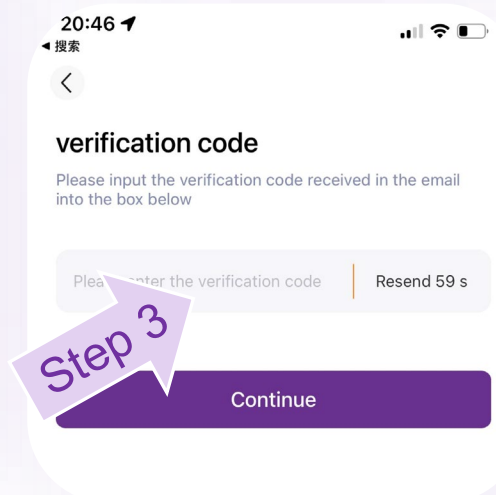 20:46
搜索
verification code
Please input the verification code received in the email
into the box below
enter the verification code
Resend 59 s
Step 3
Continue